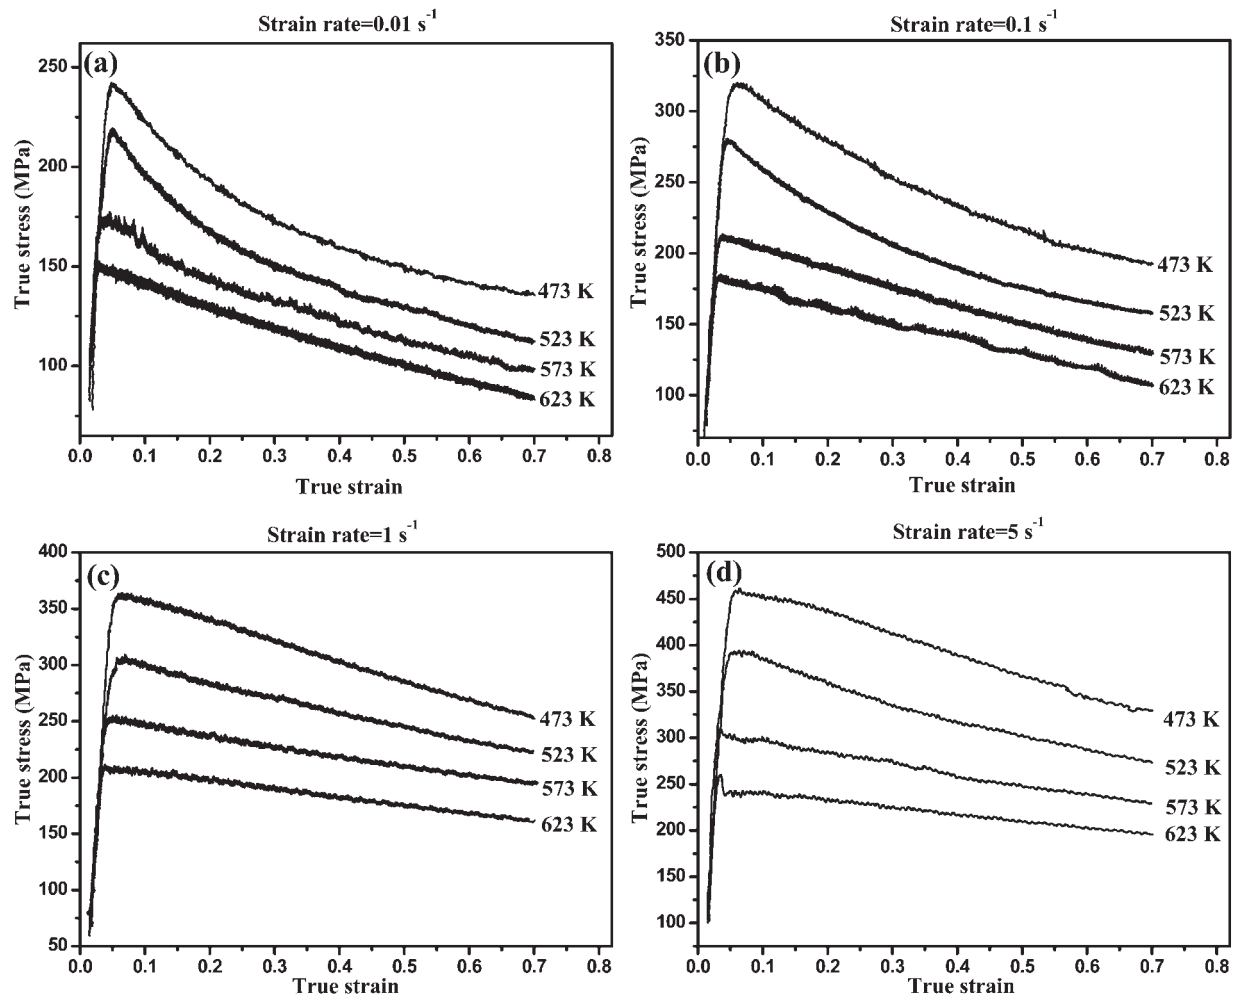 Strain rate=0.01 s-1
(a)
250
200
150
100
True stress (MPa)
473 K
523 K
573 K
623 K
0.0 0.1 0.2 0.3 0.4 0.5 0.6 0.7 0.8
True strain
Strain rate=0.1 s-1
(b)
350
300
250
200
150
100
True stress (MPa)
473 K
523 K
573 K
623 K
0.0 0.1 0.2 0.3 0.4 0.5 0.6 0.7 0.8
True strain
Strain rate=1 s-1
(c)
400
350
300
250
200
150
100
50
True stress (MPa)
473 K
523 K
573 K
623 K
0.0 0.1 0.2 0.3 0.4 0.5 0.6 0.7 0.8
True strain
Strain rate=5 s-1
(d)
500
450
400
350
300
250
200
150
100
True stress (MPa)
473 K
523 K
573 K
623 K
0.0 0.1 0.2 0.3 0.4 0.5 0.6 0.7 0.8
True strain